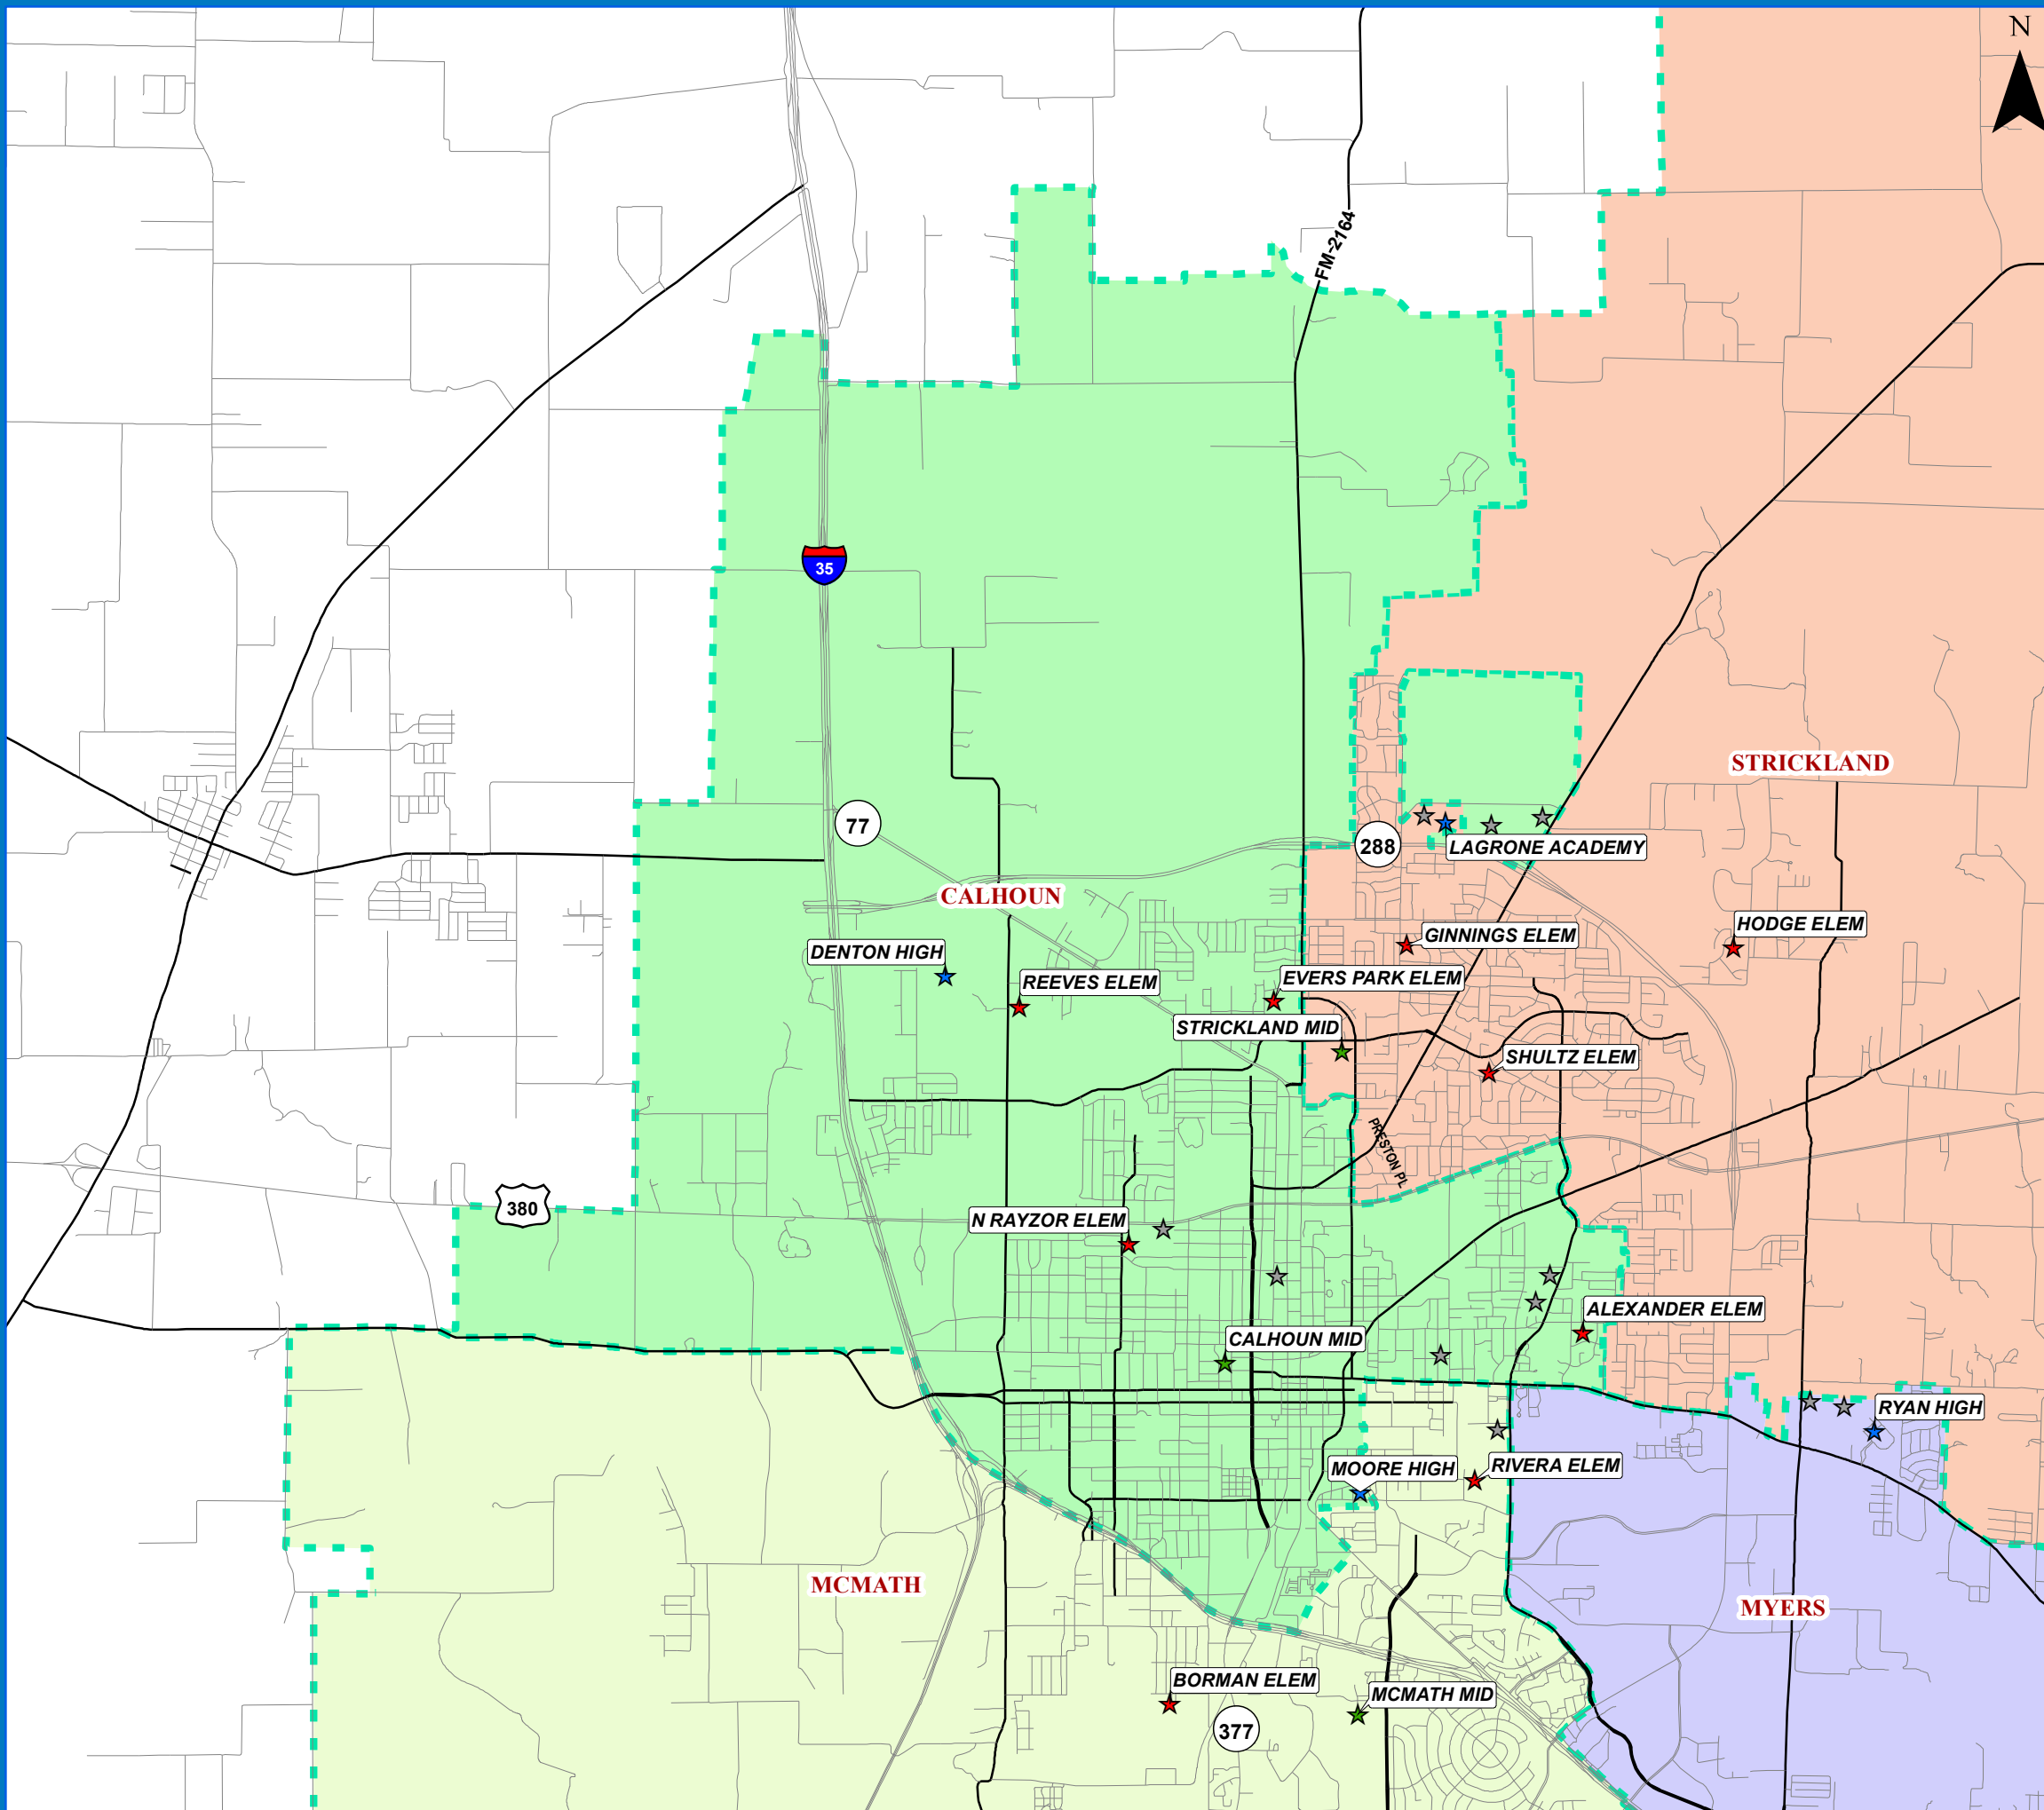 N
FM-2164
35
STRICKLAND
77
288
LAGRONE ACADEMY
CALHOUN
HODGE ELEM
GINNINGS ELEM
DENTON HIGH
EVERS PARK ELEM
REEVES ELEM
STRICKLAND MID
SHULTZ ELEM
PRESTON PL
380
N RAYZOR ELEM
ALEXANDER ELEM
CALHOUN MID
RYAN HIGH
RIVERA ELEM
MOORE HIGH
MCMATH
MYERS
BORMAN ELEM
MCMATH MID
377